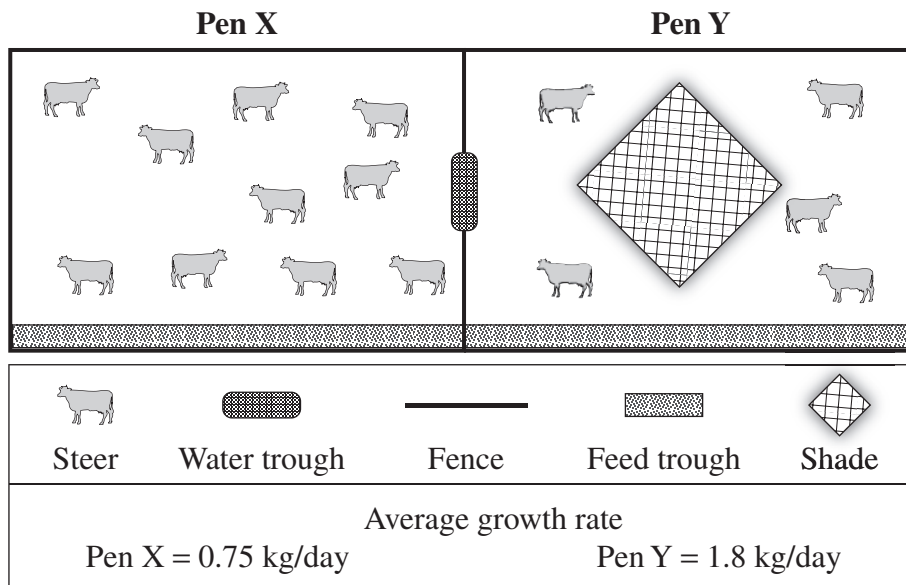 Pen X Pen Y
Steer Water trough Fence Feed trough Shade
Average growth rate
Pen X = 0.75 kg/day Pen Y = 1.8 kg/day